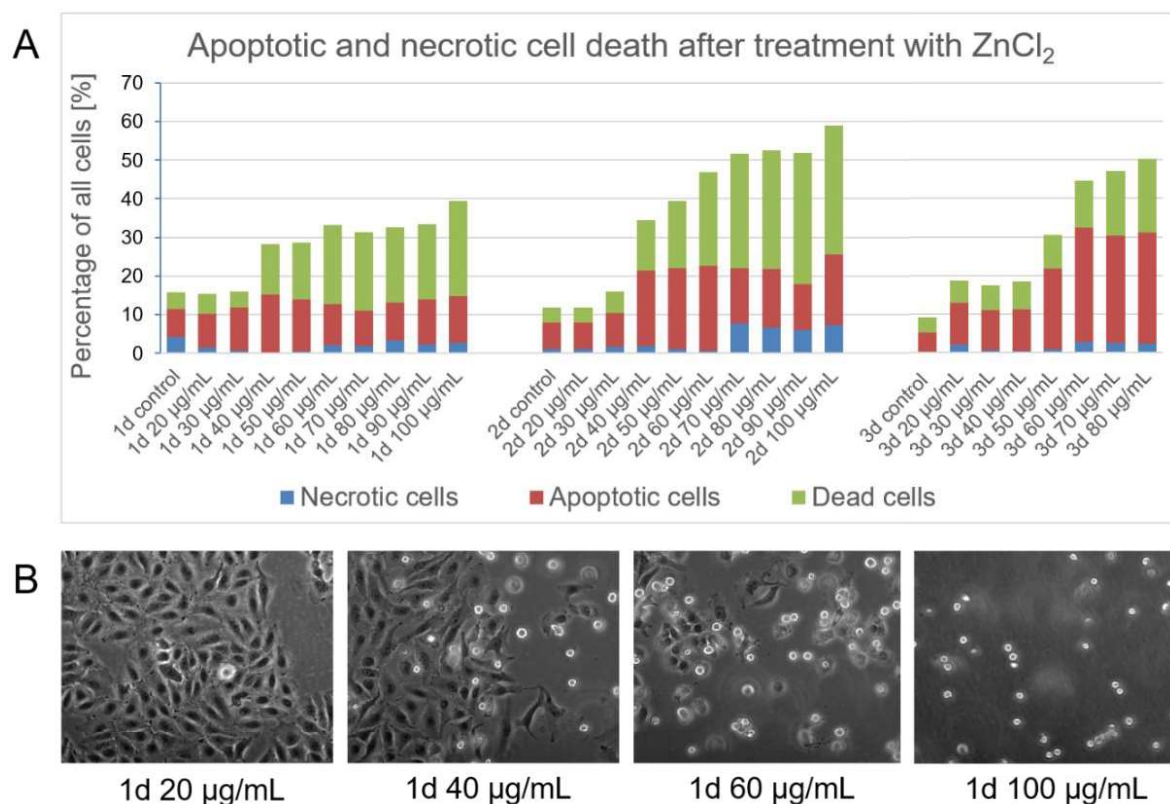 A
Apoptotic and necrotic cell death after treatment with ZnCl₂
Percentage of all cells [%]
70
60
50
40
30
20
10
0
1d control
1d 20 µg/mL
1d 30 µg/mL
1d 40 µg/mL
1d 50 µg/mL
1d 60 µg/mL
1d 70 µg/mL
1d 80 µg/mL
1d 90 µg/mL
1d 100 µg/mL
2d control
2d 20 µg/mL
2d 30 µg/mL
2d 40 µg/mL
2d 50 µg/mL
2d 60 µg/mL
2d 70 µg/mL
2d 80 µg/mL
2d 90 µg/mL
2d 100 µg/mL
3d control
3d 20 µg/mL
3d 30 µg/mL
3d 40 µg/mL
3d 50 µg/mL
3d 60 µg/mL
3d 70 µg/mL
3d 80 µg/mL
Necrotic cells Apoptotic cells Dead cells
B
1d 20 µg/mL 1d 40 µg/mL 1d 60 µg/mL 1d 100 µg/mL